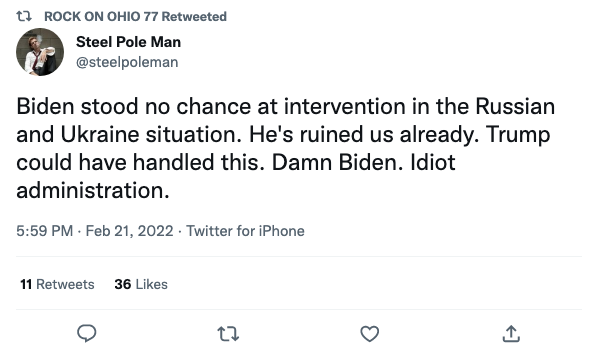 ROCK ON OHIO 77 Retweeted
Steel Pole Man
@steelpoleman
Biden stood no chance at intervention in the Russian
and Ukraine situation. He's ruined us already. Trump
could have handled this. Damn Biden. Idiot
administration.
5:59 PM · Feb 21, 2022 · Twitter for iPhone
11 Retweets 36 Likes